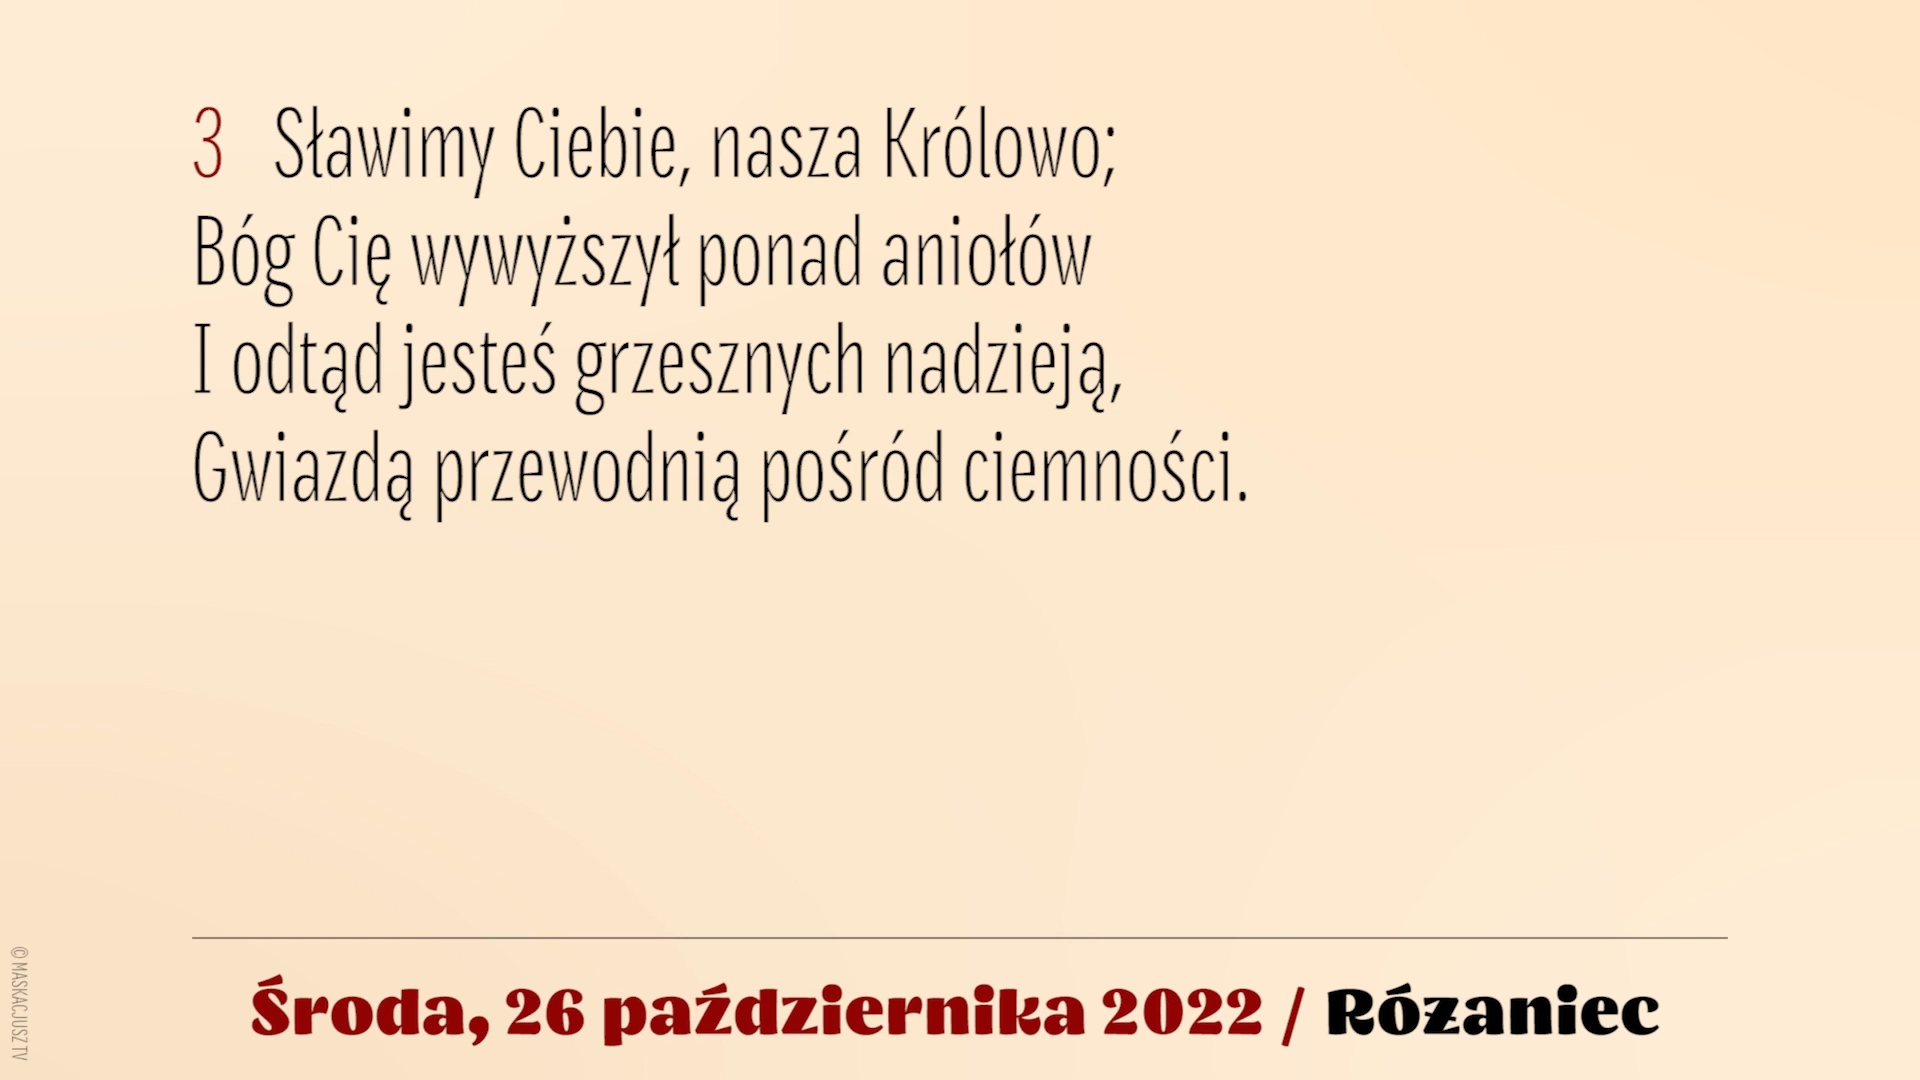 3 Sławimy Ciebie, nasza Królowo;
Bóg Cię wywyższył ponad aniołów
I odtąd jesteś grzesznych nadzieją,
Gwiazdą przewodnią pośród ciemności.
Środa, 26 października 2022 / Różaniec
© MASKACJUSZ TV